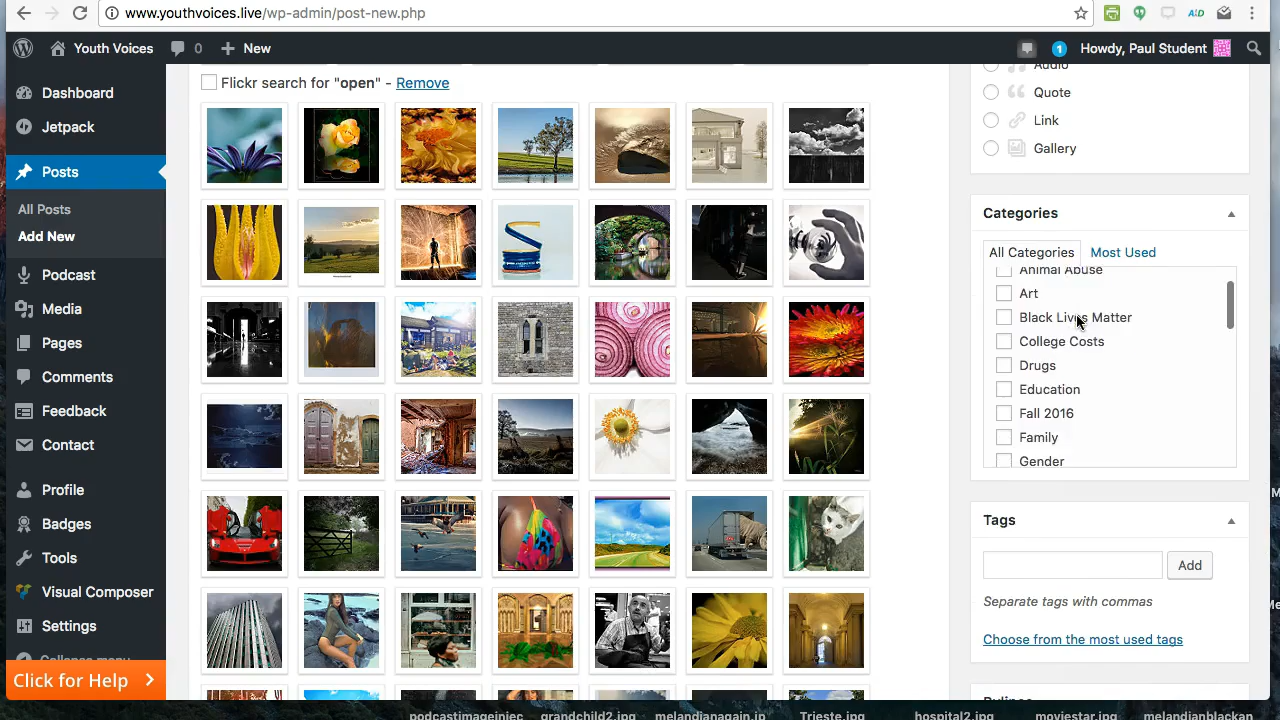 www.youthvoices.live/wp-admin/post-new.php
Youth Voices 0 New 1 Howdy, Paul Student
Dashboard
Jetpack
Posts
All Posts
Add New
Podcast
Media
Pages
Comments
Feedback
Contact
Profile
Badges
Tools
Visual Composer
Settings
Collapse menu
Click for Help
Flickr search for "open" - Remove
Audio
Quote
Link
Gallery
Categories
All Categories Most Used
Animal Abuse
Art
Black Lives Matter
College Costs
Drugs
Education
Fall 2016
Family
Gender
Tags
Add
Separate tags with commas
Choose from the most used tags
podcastimageiniec grandchild2.jpg melandianagain.jp Trieste.jpg hospital2.jpg moviestar.jpg melandianblackan